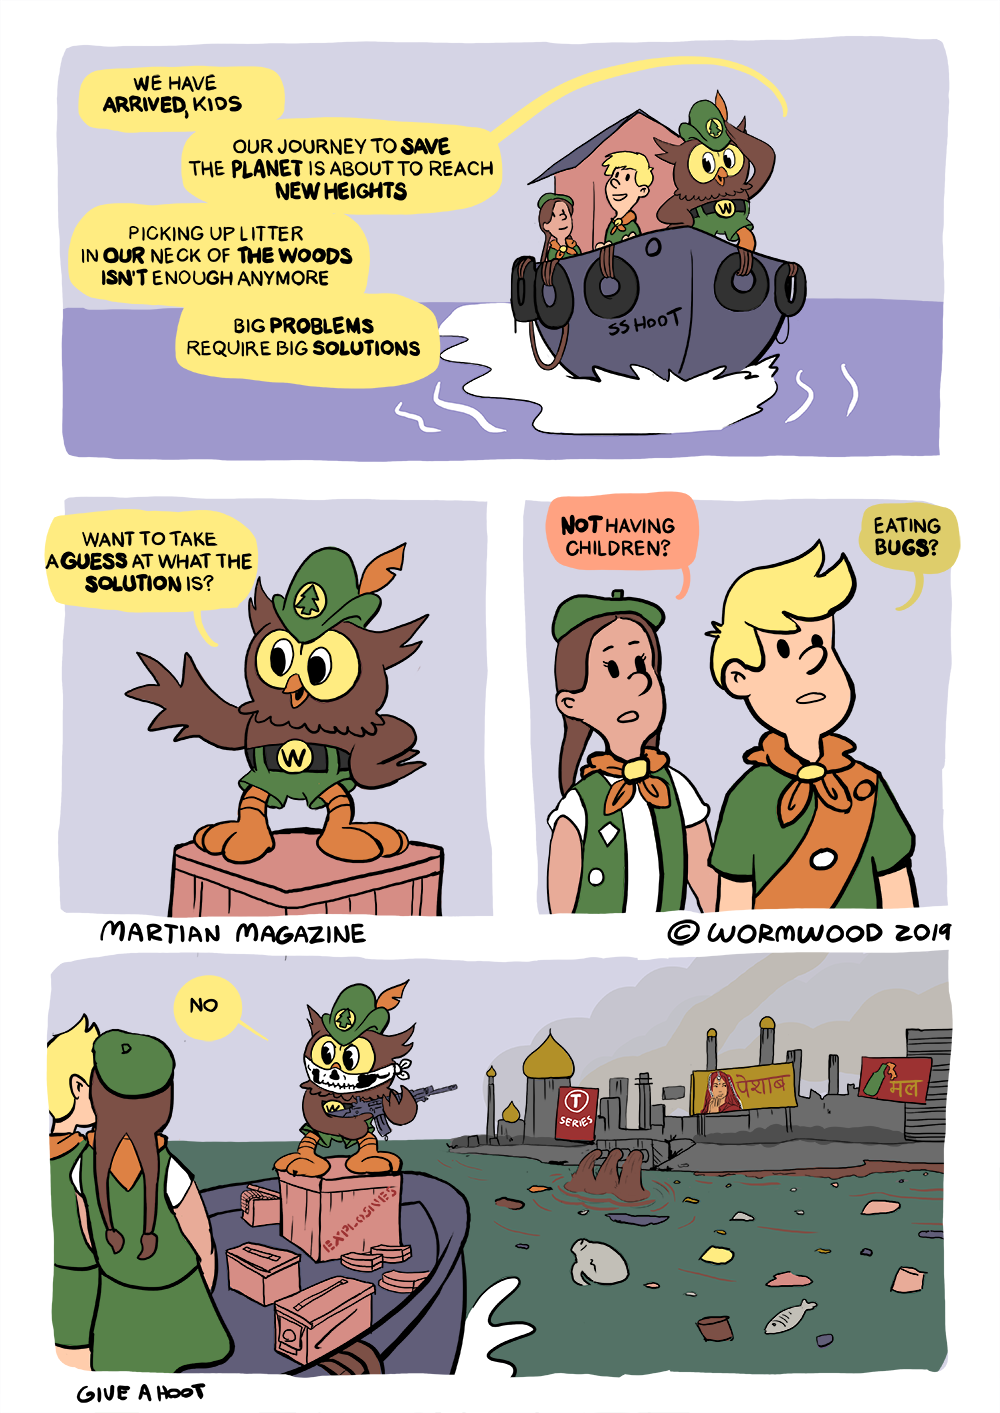 WE HAVE
ARRIVED, KIDS
OUR JOURNEY TO SAVE
THE PLANET IS ABOUT TO REACH
NEW HEIGHTS
PICKING UP LITTER
IN OUR NECK OF THE WOODS
ISN'T ENOUGH ANYMORE
BIG PROBLEMS
REQUIRE BIG SOLUTIONS
W
SS HOOT
WANT TO TAKE
A GUESS AT WHAT THE
SOLUTION IS?
W
NOT HAVING
CHILDREN?
EATING
BUGS?
MARTIAN MAGAZINE
© WORMWOOD 2019
NO
W
EXPLOSIVES
T
SERIES
पेशाब
मल
GIVE A HOOT